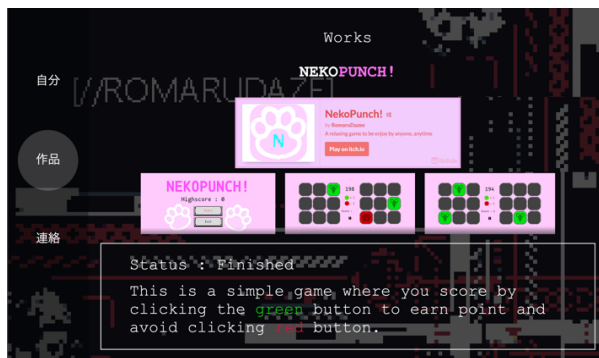 Works
NEKOPUNCH!
自分
[//ROMARUDAZE]
NekoPunch!
by RomaruDaze
A relaxing game to be enjoy by anyone, anytime
Play on itch.io
N
作品
NEKOPUNCH!
Highscore : 0
198
194
連絡
Status : Finished
This is a simple game where you score by
clicking the green button to earn point and
avoid clicking red button.